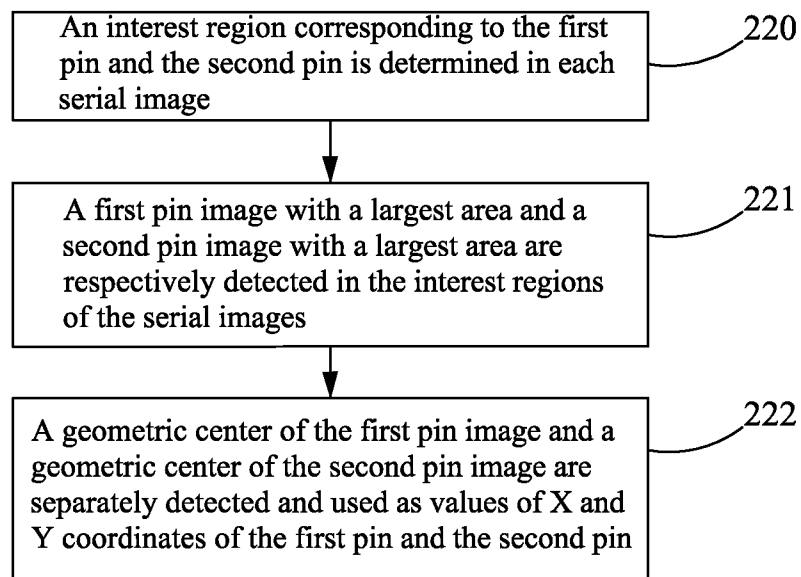 An interest region corresponding to the first
pin and the second pin is determined in each
serial image
220
A first pin image with a largest area and a
second pin image with a largest area are
respectively detected in the interest regions
of the serial images
221
A geometric center of the first pin image and a
geometric center of the second pin image are
separately detected and used as values of X and
Y coordinates of the first pin and the second pin
222